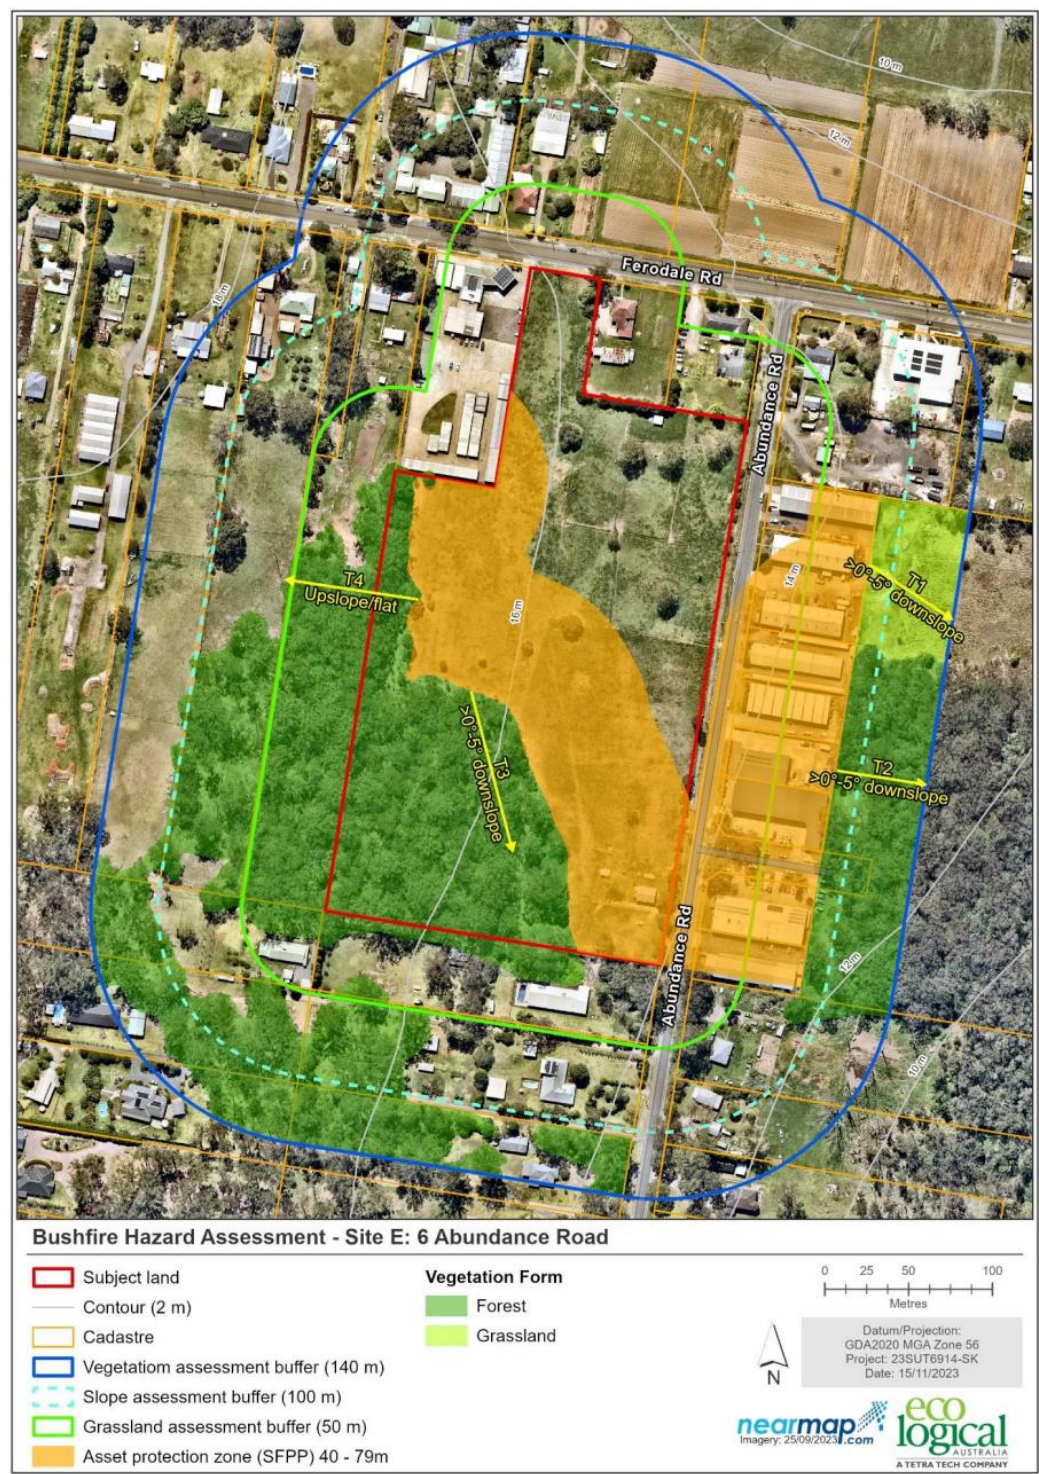 10 m
12 m
Ferodale Rd
18 m
Abundance Rd
T1
>0°-5° downslope
14 m
T4
Upslope/flat
16 m
T3
>0°-5° downslope
T2
>0°-5° downslope
Abundance Rd
12 m
10 m
Bushfire Hazard Assessment - Site E: 6 Abundance Road
Subject land
Contour (2 m)
Cadastre
Vegetatiom assessment buffer (140 m)
Slope assessment buffer (100 m)
Grassland assessment buffer (50 m)
Asset protection zone (SFPP) 40 - 79m
Vegetation Form
Forest
Grassland
0 25 50 100
Metres
N
Datum/Projection:
GDA2020 MGA Zone 56
Project: 23SUT6914-SK
Date: 15/11/2023
nearmap
.com
Imagery: 25/09/2023
eco
logical
AUSTRALIA
A TETRA TECH COMPANY